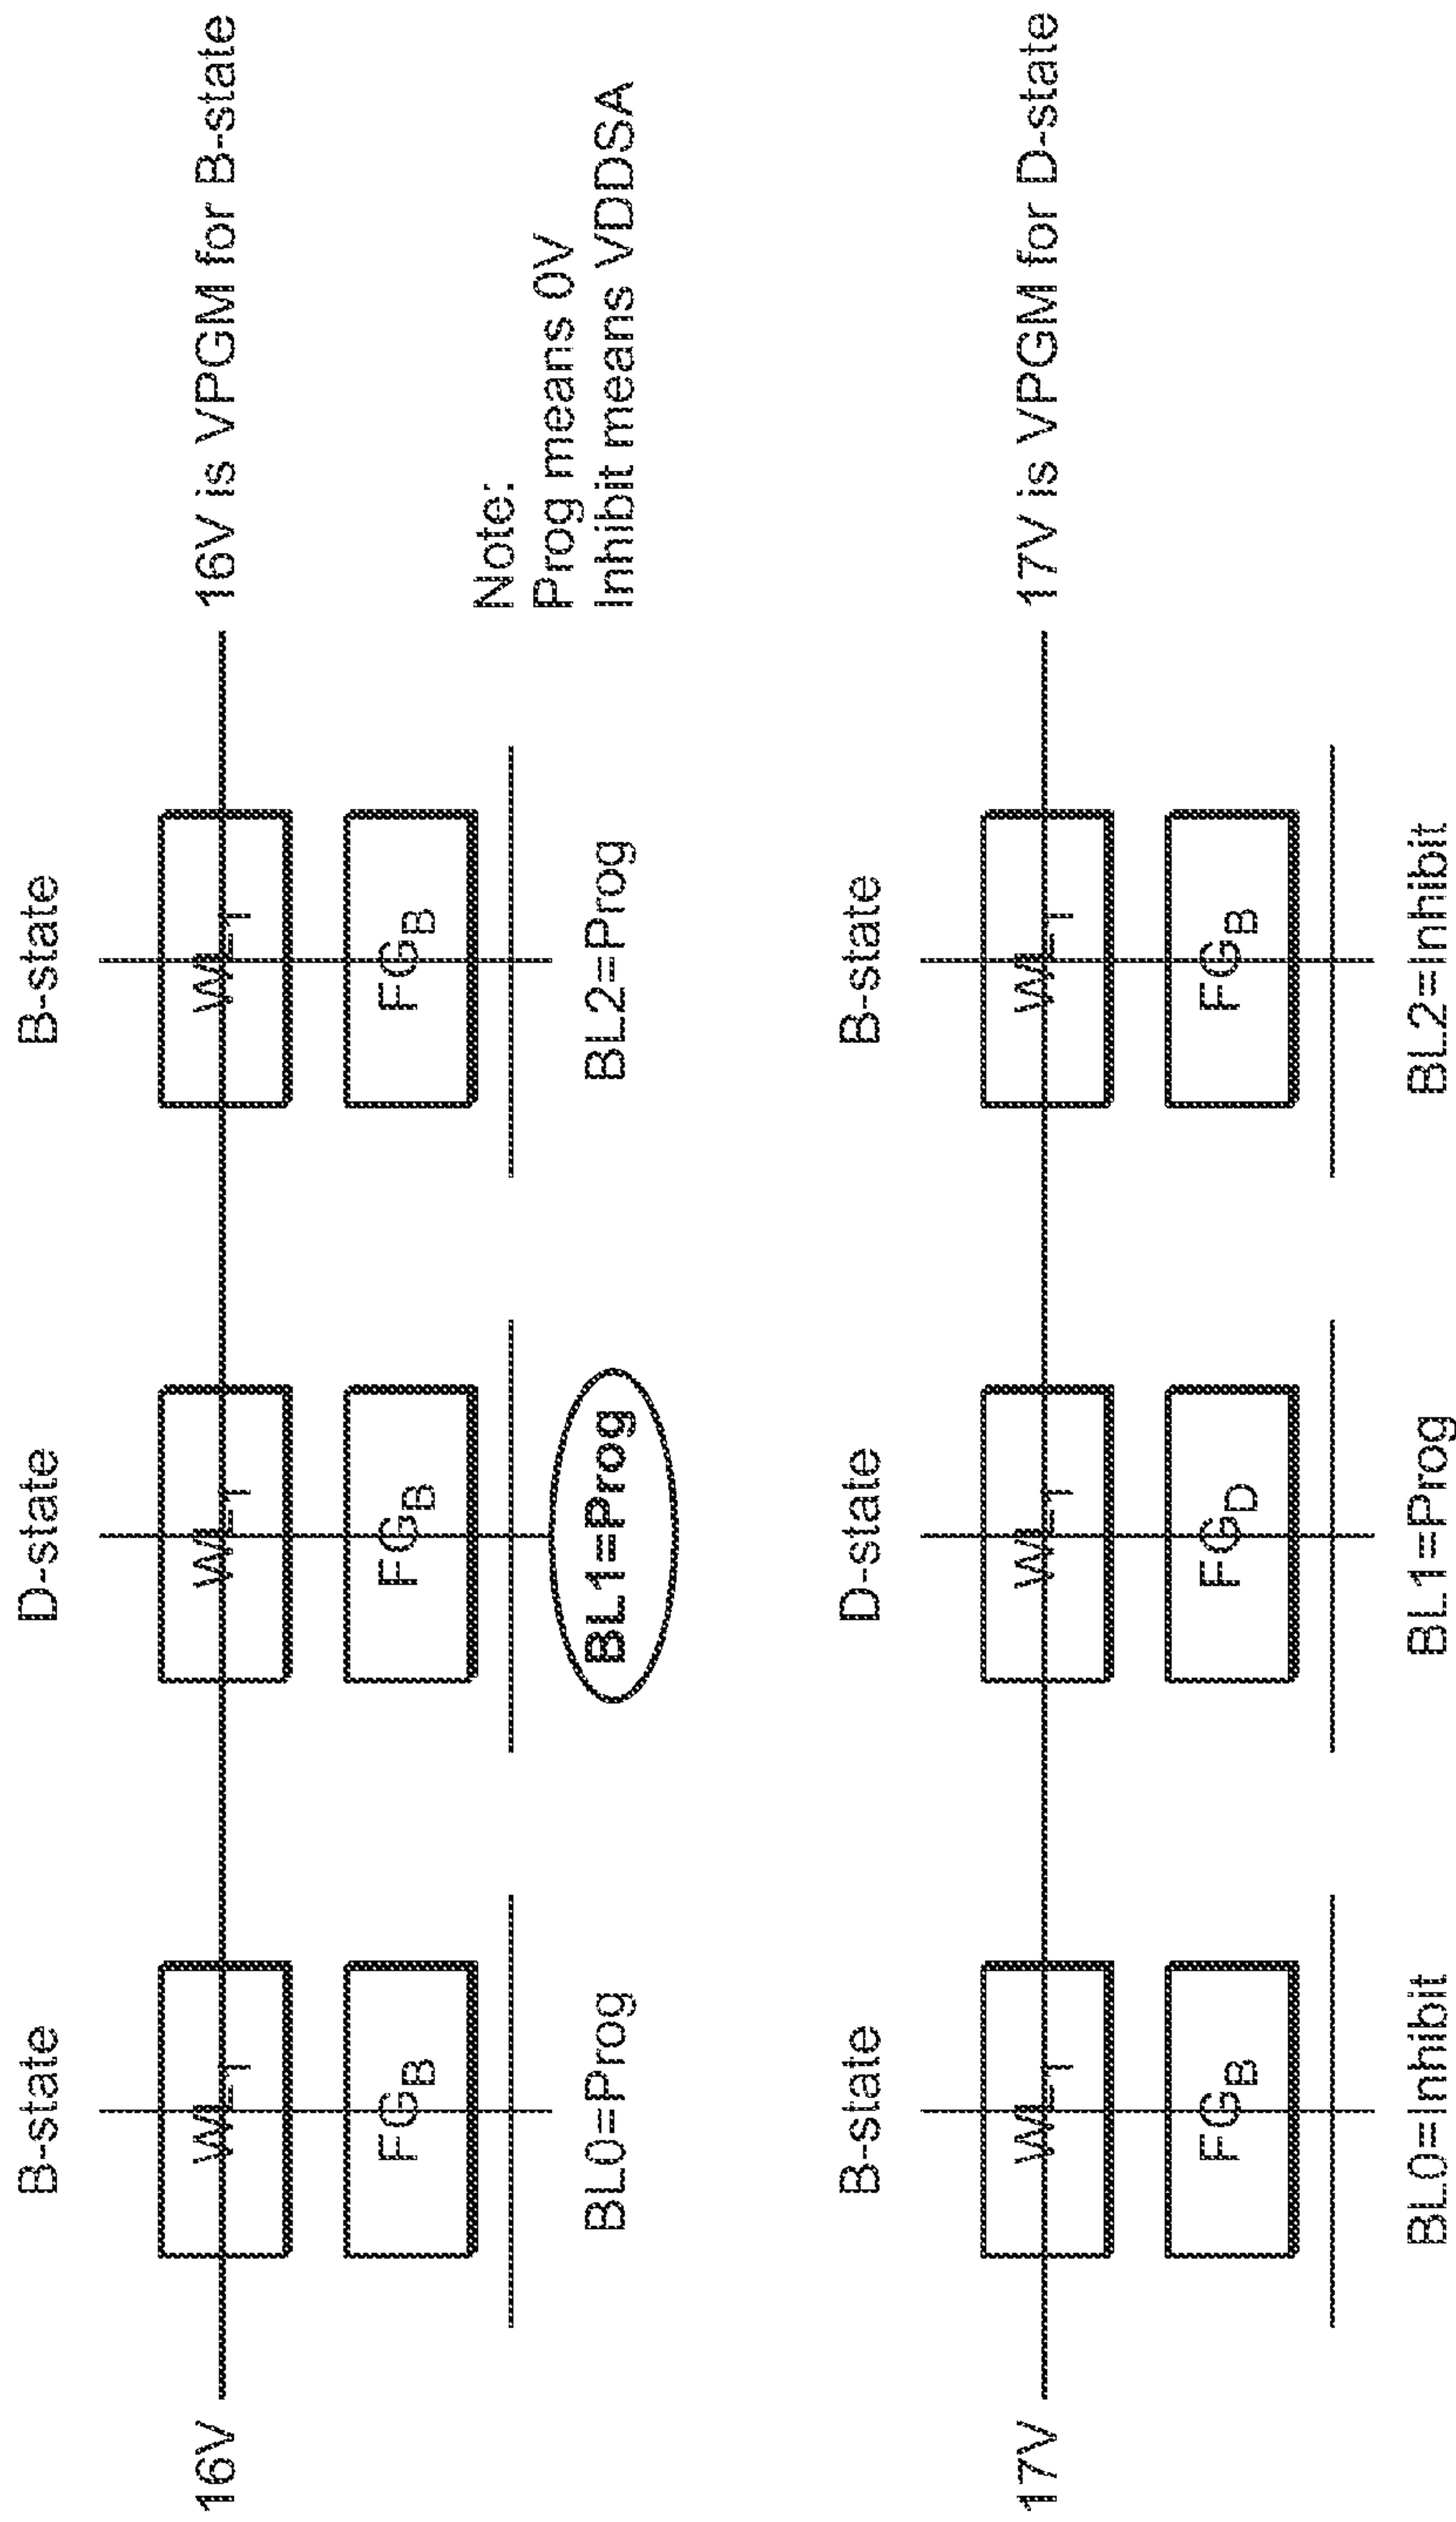 B-state
D-state
B-state
16V
WL1
WL1
WL1
16V is VPGM for B-state
FGB
FGB
FGB
BL0=Prog
BL1=Prog
BL2=Prog
Note:
Prog means 0V
Inhibit means VDDSA
B-state
D-state
B-state
17V
WL1
WL1
WL1
17V is VPGM for D-state
FGB
FGD
FGB
BL0=Inhibit
BL1=Prog
BL2=Inhibit